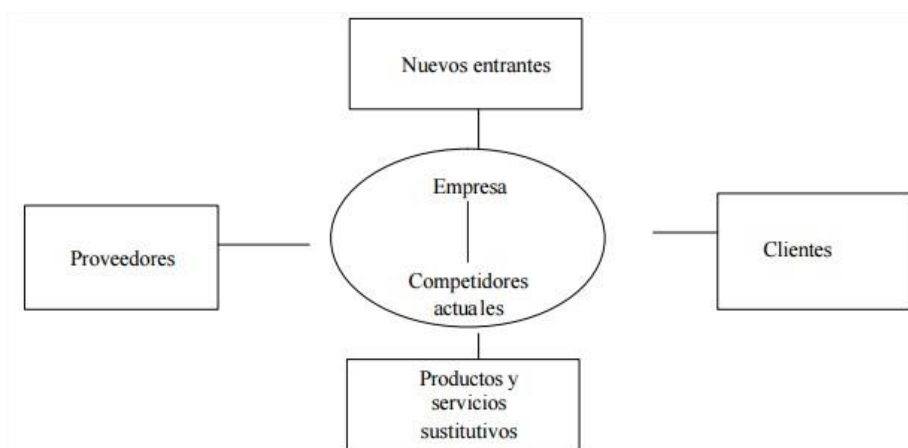 Nuevos entrantes
Empresa
Proveedores
Clientes
Competidores
actuales
Productos y
servicios
sustitutivos